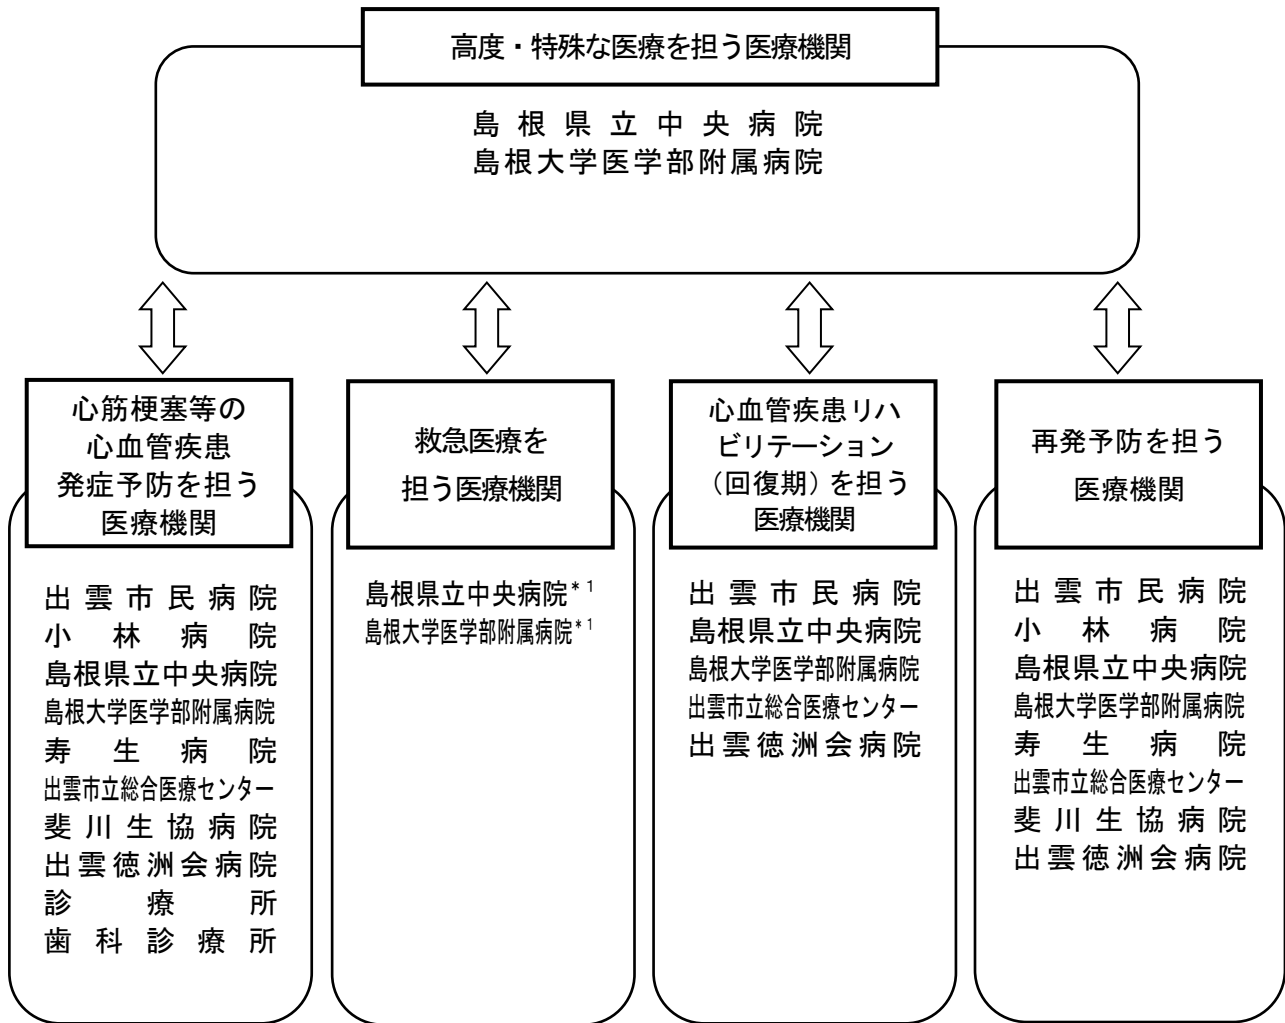 高度・特殊な医療を担う医療機関
島根県立中央病院
島根大学医学部附属病院
心筋梗塞等の
心血管疾患
発症予防を担う
医療機関
出雲市民病院
小林病院
島根県立中央病院
島根大学医学部附属病院
寿生病院
出雲市立総合医療センター
斐川生協病院
出雲徳洲会病院
診療所
歯科診療所
救急医療を
担う医療機関
島根県立中央病院*1
島根大学医学部附属病院*1
心血管疾患リハ
ビリテーション
（回復期）を担う
医療機関
出雲市民病院
島根県立中央病院
島根大学医学部附属病院
出雲市立総合医療センター
出雲徳洲会病院
再発予防を担う
医療機関
出雲市民病院
小林病院
島根県立中央病院
島根大学医学部附属病院
寿生病院
出雲市立総合医療センター
斐川生協病院
出雲徳洲会病院